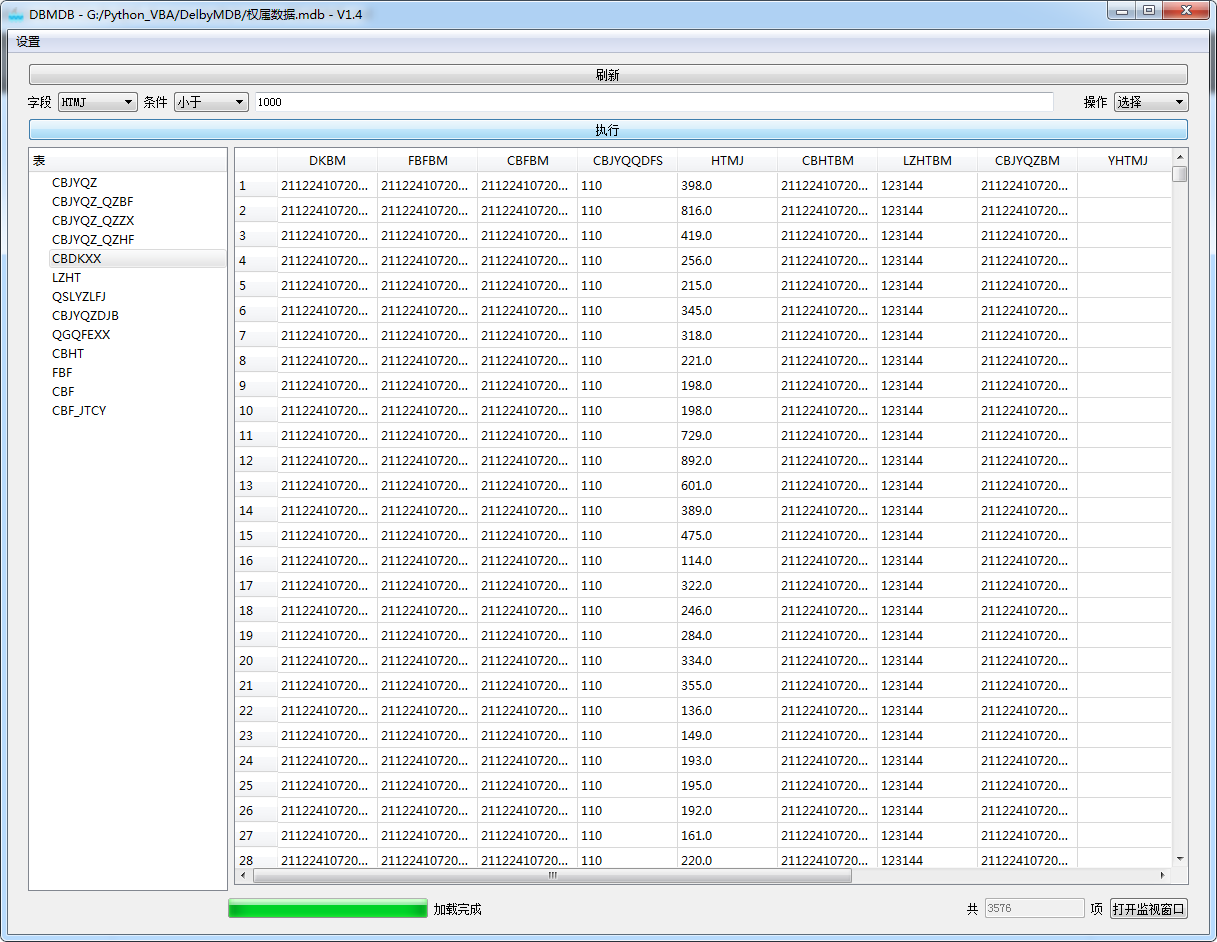 DBMDB - G:/Python_VBA/DelbyMDB/权属数据.mdb - V1.4
设置
刷新
字段 HTMJ 条件 小于 1000 操作 选择
执行
表
CBJYQZ
CBJYQZ_QZBF
CBJYQZ_QZZX
CBJYQZ_QZHF
CBDKXX
LZHT
QSLYZLFJ
CBJYQZDJB
QGQFEXX
CBHT
FBF
CBF
CBF_JTCY
DKBM FBFBM CBFBM CBJYQQDFS HTMJ CBHTBM LZHTBM CBJYQZBM YHTMJ
1 21122410720... 21122410720... 21122410720... 110 398.0 21122410720... 123144 21122410720...
2 21122410720... 21122410720... 21122410720... 110 816.0 21122410720... 123144 21122410720...
3 21122410720... 21122410720... 21122410720... 110 419.0 21122410720... 123144 21122410720...
4 21122410720... 21122410720... 21122410720... 110 256.0 21122410720... 123144 21122410720...
5 21122410720... 21122410720... 21122410720... 110 215.0 21122410720... 123144 21122410720...
6 21122410720... 21122410720... 21122410720... 110 345.0 21122410720... 123144 21122410720...
7 21122410720... 21122410720... 21122410720... 110 318.0 21122410720... 123144 21122410720...
8 21122410720... 21122410720... 21122410720... 110 221.0 21122410720... 123144 21122410720...
9 21122410720... 21122410720... 21122410720... 110 198.0 21122410720... 123144 21122410720...
10 21122410720... 21122410720... 21122410720... 110 198.0 21122410720... 123144 21122410720...
11 21122410720... 21122410720... 21122410720... 110 729.0 21122410720... 123144 21122410720...
12 21122410720... 21122410720... 21122410720... 110 892.0 21122410720... 123144 21122410720...
13 21122410720... 21122410720... 21122410720... 110 601.0 21122410720... 123144 21122410720...
14 21122410720... 21122410720... 21122410720... 110 389.0 21122410720... 123144 21122410720...
15 21122410720... 21122410720... 21122410720... 110 475.0 21122410720... 123144 21122410720...
16 21122410720... 21122410720... 21122410720... 110 114.0 21122410720... 123144 21122410720...
17 21122410720... 21122410720... 21122410720... 110 322.0 21122410720... 123144 21122410720...
18 21122410720... 21122410720... 21122410720... 110 246.0 21122410720... 123144 21122410720...
19 21122410720... 21122410720... 21122410720... 110 284.0 21122410720... 123144 21122410720...
20 21122410720... 21122410720... 21122410720... 110 334.0 21122410720... 123144 21122410720...
21 21122410720... 21122410720... 21122410720... 110 355.0 21122410720... 123144 21122410720...
22 21122410720... 21122410720... 21122410720... 110 136.0 21122410720... 123144 21122410720...
23 21122410720... 21122410720... 21122410720... 110 149.0 21122410720... 123144 21122410720...
24 21122410720... 21122410720... 21122410720... 110 193.0 21122410720... 123144 21122410720...
25 21122410720... 21122410720... 21122410720... 110 195.0 21122410720... 123144 21122410720...
26 21122410720... 21122410720... 21122410720... 110 192.0 21122410720... 123144 21122410720...
27 21122410720... 21122410720... 21122410720... 110 161.0 21122410720... 123144 21122410720...
28 21122410720... 21122410720... 21122410720... 110 220.0 21122410720... 123144 21122410720...
加载完成 共 3576 项 打开监视窗口